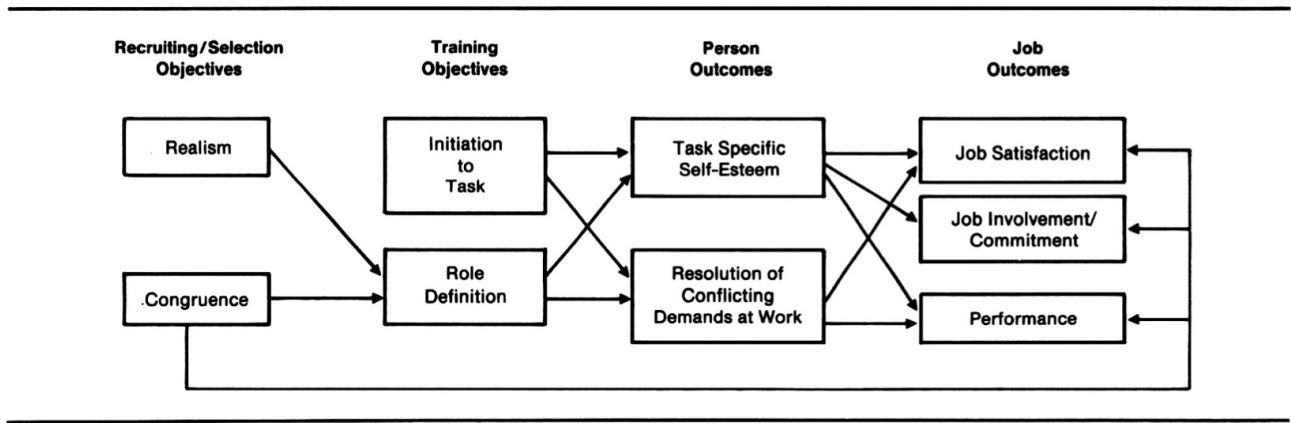 Recruiting/Selection
Objectives
Training
Objectives
Person
Outcomes
Job
Outcomes
Realism
Initiation
to
Task
Task Specific
Self-Esteem
Job Satisfaction
Job Involvement/
Commitment
Congruence
Role
Definition
Resolution of
Conflicting
Demands at Work
Performance